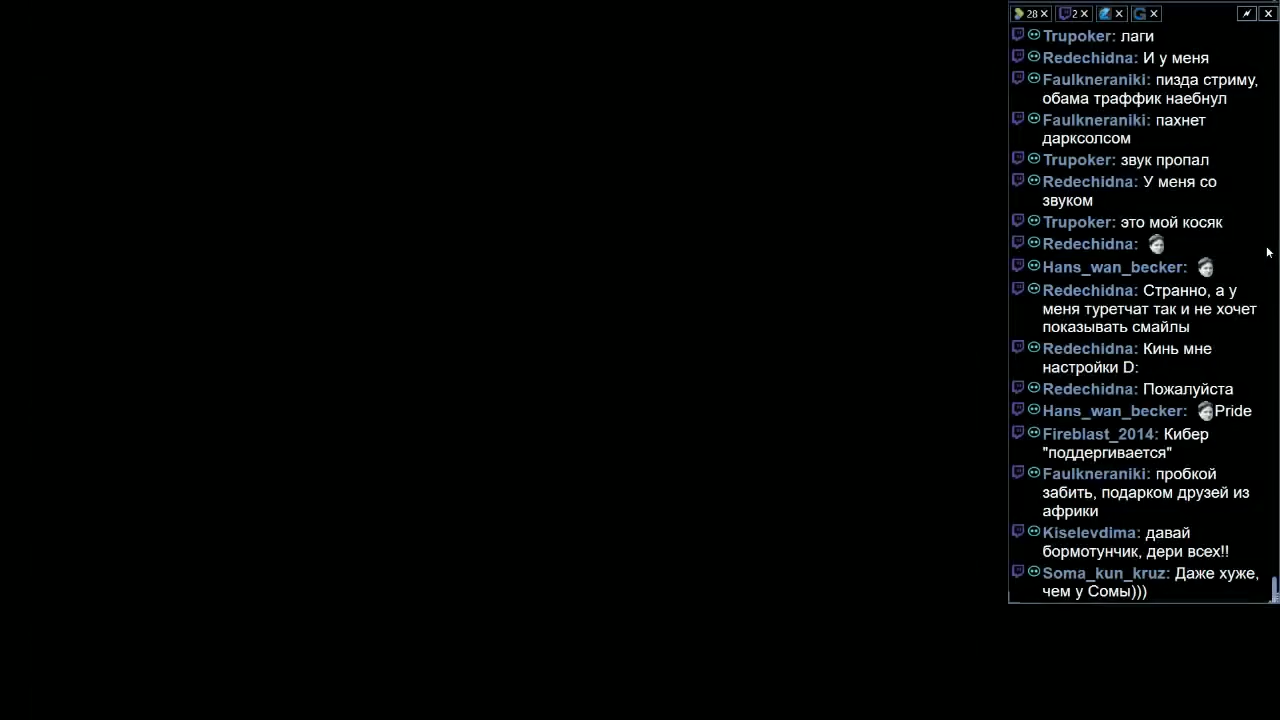 28
2
Trupoker: лаги
Redechidna: И у меня
Faulkneraniki: пизда стриму,
обама траффик наебнул
Faulkneraniki: пахнет
дарксолсом
Trupoker: звук пропал
Redechidna: У меня со
звуком
Trupoker: это мой косяк
Redechidna:
Hans_wan_becker:
Redechidna: Странно, а у
меня туретчат так и не хочет
показывать смайлы
Redechidna: Кинь мне
настройки D:
Redechidna: Пожалуйста
Hans_wan_becker: Pride
Fireblast_2014: Кибер
"поддергивается"
Faulkneraniki: пробкой
забить, подарком друзей из
африки
Kiselevdima: давай
бормотунчик, дери всех!!
Soma_kun_kruz: Даже хуже,
чем у Сомы)))